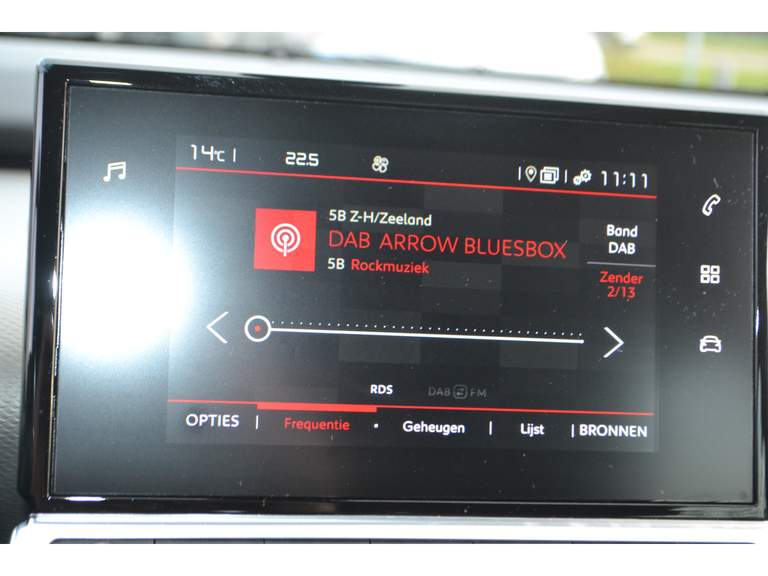 14°C | 22.5 11:11
5B Z-H/Zeeland
DAB ARROW BLUESBOX
5B Rockmuziek
Band
DAB
Zender
2/13
RDS DAB FM
OPTIES | Frequentie • Geheugen | Lijst | BRONNEN